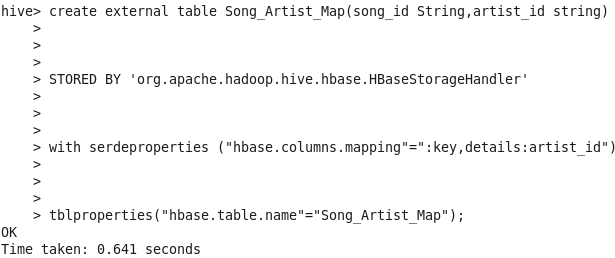 hive> create external table Song_Artist_Map(song_id String,artist_id string)
    >
    >
    >
    > STORED BY 'org.apache.hadoop.hive.hbase.HBaseStorageHandler'
    >
    >
    >
    > with serdeproperties ("hbase.columns.mapping"=":key,details:artist_id")
    >
    >
    >
    > tblproperties("hbase.table.name"="Song_Artist_Map");
OK
Time taken: 0.641 seconds